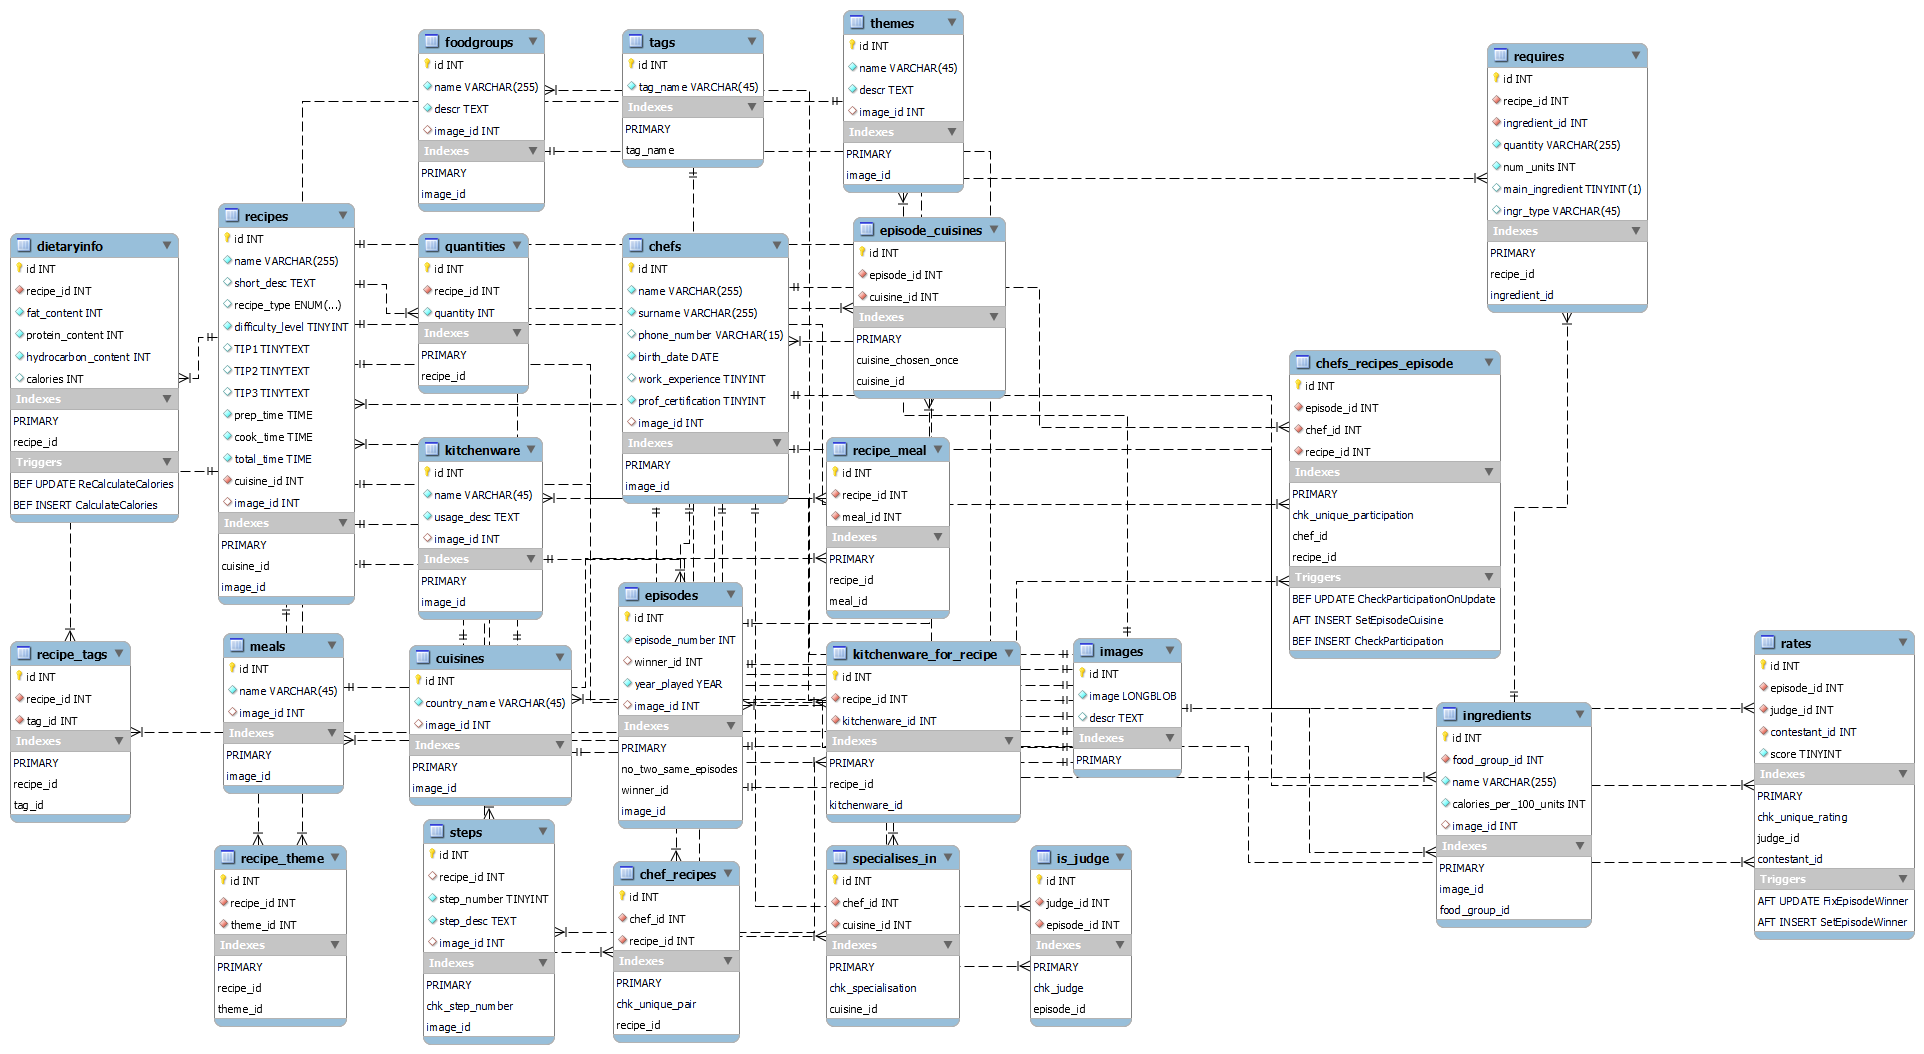 foodgroups
id INT
name VARCHAR(255)
descr TEXT
image_id INT
Indexes
PRIMARY
image_id
tags
id INT
tag_name VARCHAR(45)
Indexes
PRIMARY
tag_name
themes
id INT
name VARCHAR(45)
descr TEXT
image_id INT
Indexes
PRIMARY
image_id
requires
id INT
recipe_id INT
ingredient_id INT
quantity VARCHAR(255)
num_units INT
main_ingredient TINYINT(1)
ingr_type VARCHAR(45)
Indexes
PRIMARY
recipe_id
ingredient_id
dietaryinfo
id INT
recipe_id INT
fat_content INT
protein_content INT
hydrocarbon_content INT
calories INT
Indexes
PRIMARY
recipe_id
Triggers
BEF UPDATE ReCalculateCalories
BEF INSERT CalculateCalories
recipes
id INT
name VARCHAR(255)
short_desc TEXT
recipe_type ENUM(...)
difficulty_level TINYINT
TIP1 TINYTEXT
TIP2 TINYTEXT
TIP3 TINYTEXT
prep_time TIME
cook_time TIME
total_time TIME
cuisine_id INT
image_id INT
Indexes
PRIMARY
cuisine_id
image_id
quantities
id INT
recipe_id INT
quantity INT
Indexes
PRIMARY
recipe_id
chefs
id INT
name VARCHAR(255)
surname VARCHAR(255)
phone_number VARCHAR(15)
birth_date DATE
work_experience TINYINT
prof_certification TINYINT
image_id INT
Indexes
PRIMARY
image_id
episode_cuisines
id INT
episode_id INT
cuisine_id INT
Indexes
PRIMARY
cuisine_chosen_once
cuisine_id
chefs_recipes_episode
id INT
episode_id INT
chef_id INT
recipe_id INT
Indexes
PRIMARY
chk_unique_participation
chef_id
recipe_id
Triggers
BEF UPDATE CheckParticipationOnUpdate
AFT INSERT SetEpisodeCuisine
BEF INSERT CheckParticipation
kitchenware
id INT
name VARCHAR(45)
usage_desc TEXT
image_id INT
Indexes
PRIMARY
image_id
recipe_meal
id INT
recipe_id INT
meal_id INT
Indexes
PRIMARY
recipe_id
meal_id
episodes
id INT
episode_number INT
winner_id INT
year_played YEAR
image_id INT
Indexes
PRIMARY
no_two_same_episodes
winner_id
image_id
recipe_tags
id INT
recipe_id INT
tag_id INT
Indexes
PRIMARY
recipe_id
tag_id
meals
id INT
name VARCHAR(45)
image_id INT
Indexes
PRIMARY
image_id
cuisines
id INT
country_name VARCHAR(45)
image_id INT
Indexes
PRIMARY
image_id
kitchenware_for_recipe
id INT
recipe_id INT
kitchenware_id INT
Indexes
PRIMARY
recipe_id
kitchenware_id
images
id INT
image LONGBLOB
descr TEXT
Indexes
PRIMARY
ingredients
id INT
food_group_id INT
name VARCHAR(255)
calories_per_100_units INT
image_id INT
Indexes
PRIMARY
image_id
food_group_id
rates
id INT
episode_id INT
judge_id INT
contestant_id INT
score TINYINT
Indexes
PRIMARY
chk_unique_rating
judge_id
contestant_id
Triggers
AFT UPDATE FixEpisodeWinner
AFT INSERT SetEpisodeWinner
recipe_theme
id INT
recipe_id INT
theme_id INT
Indexes
PRIMARY
recipe_id
theme_id
steps
id INT
recipe_id INT
step_number TINYINT
step_desc TEXT
image_id INT
Indexes
PRIMARY
chk_step_number
image_id
chef_recipes
id INT
chef_id INT
recipe_id INT
Indexes
PRIMARY
chk_unique_pair
recipe_id
specialises_in
id INT
chef_id INT
cuisine_id INT
Indexes
PRIMARY
chk_specialisation
cuisine_id
is_judge
id INT
judge_id INT
episode_id INT
Indexes
PRIMARY
chk_judge
episode_id